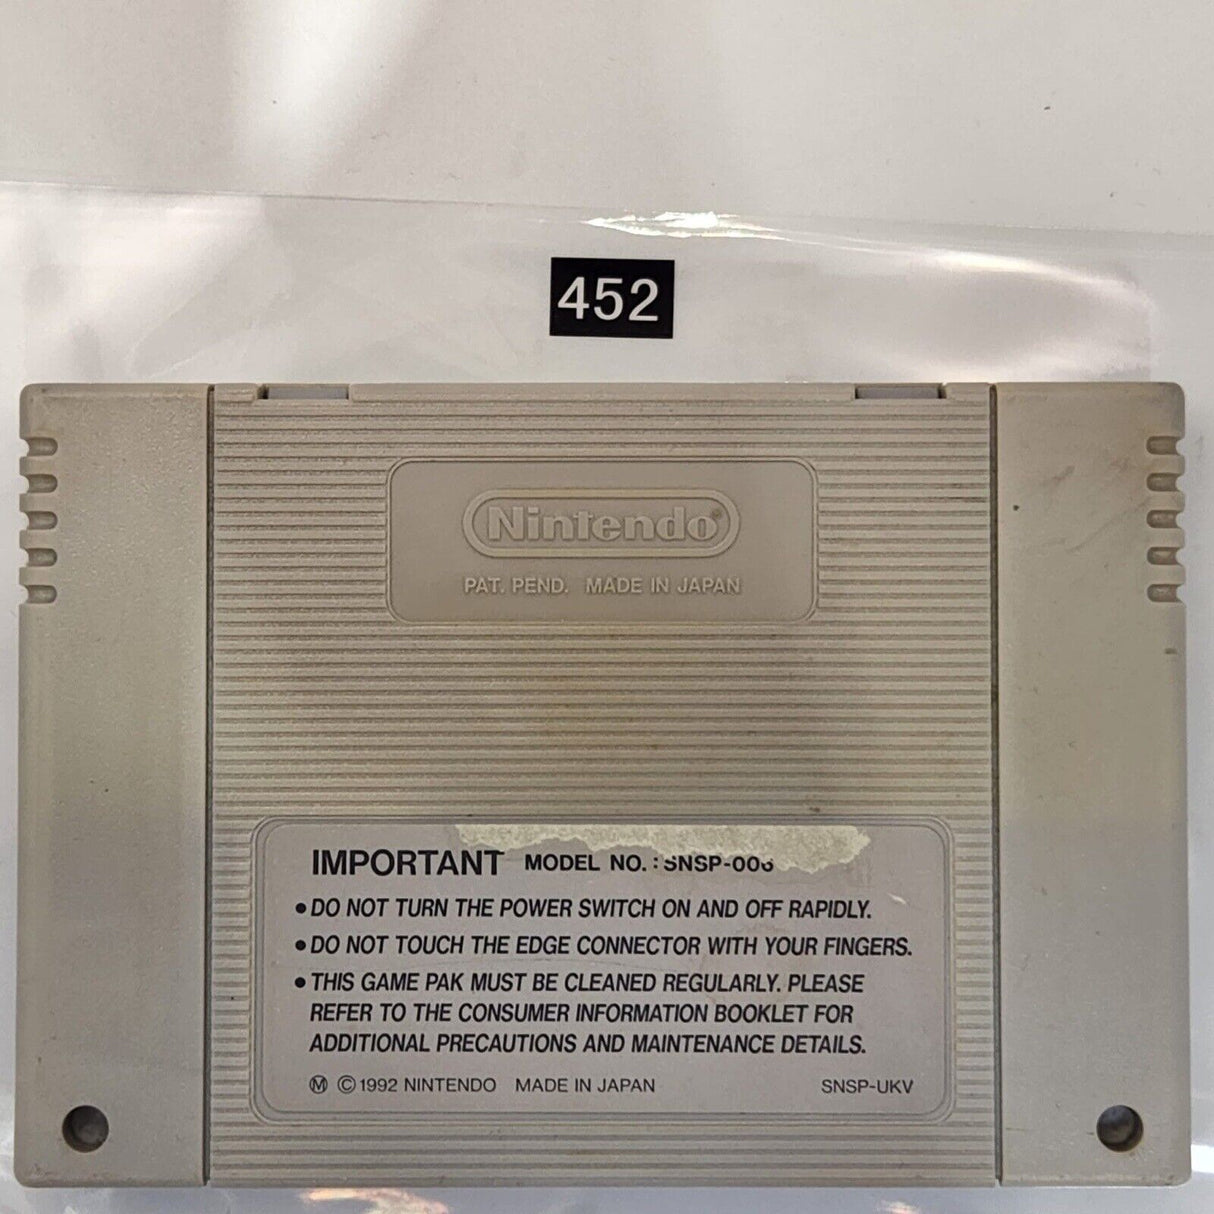 452
Nintendo®
PAT. PEND. MADE IN JAPAN
IMPORTANT MODEL NO. : SNSP-006
• DO NOT TURN THE POWER SWITCH ON AND OFF RAPIDLY.
• DO NOT TOUCH THE EDGE CONNECTOR WITH YOUR FINGERS.
• THIS GAME PAK MUST BE CLEANED REGULARLY. PLEASE
REFER TO THE CONSUMER INFORMATION BOOKLET FOR
ADDITIONAL PRECAUTIONS AND MAINTENANCE DETAILS.
Ⓜ © 1992 NINTENDO MADE IN JAPAN SNSP-UKV